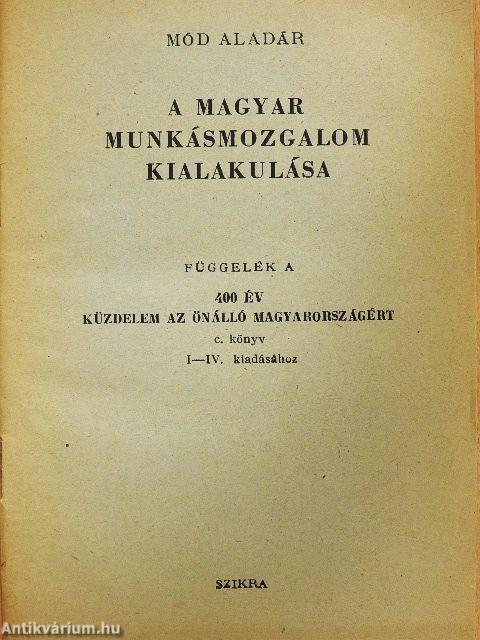 MÓD ALADÁR
A MAGYAR
MUNKÁSMOZGALOM
KIALAKULÁSA
FÜGGELÉK A
400 ÉV
KÜZDELEM AZ ÖNÁLLÓ MAGYARORSZÁGÉRT
c. könyv
I—IV. kiadásához
SZIKRA
Antikvárium.hu